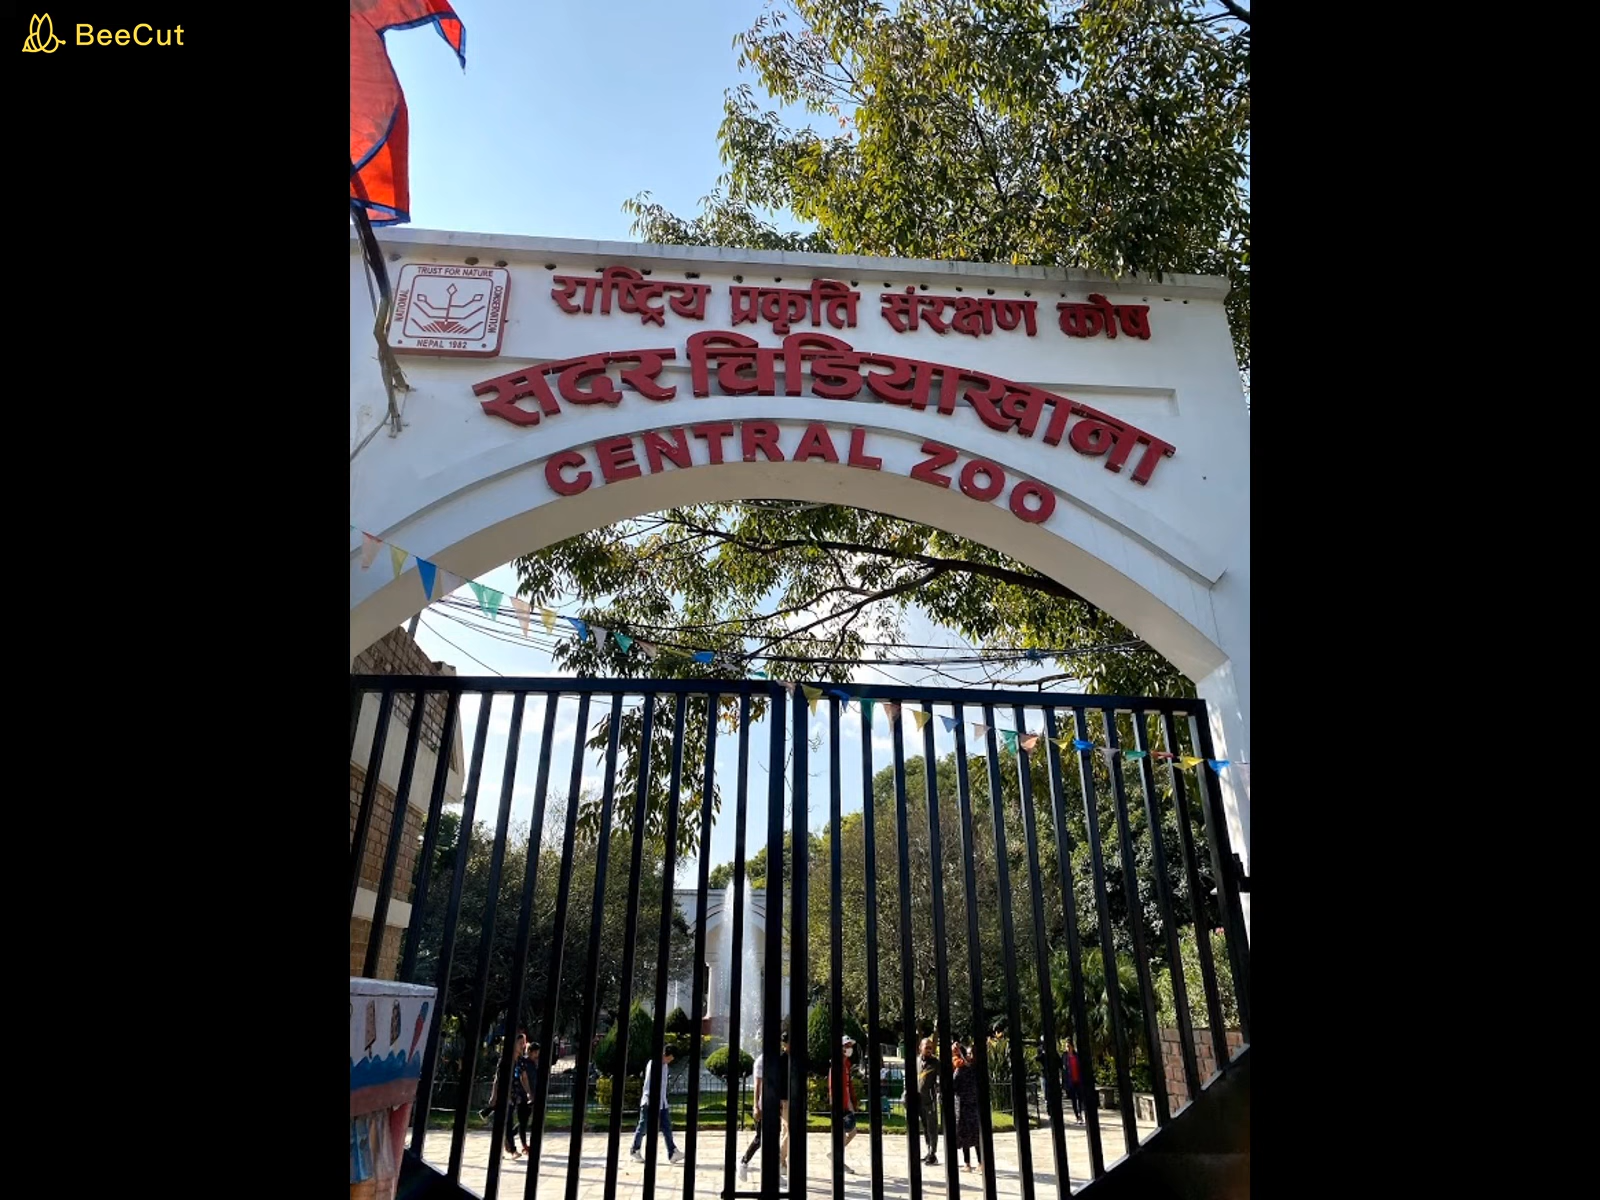 BeeCut
TRUST FOR NATURE
NATIONAL
CONSERVATION
NEPAL 1982
राष्ट्रिय प्रकृति संरक्षण कोष
सदर चिडियाखाना
CENTRAL ZOO